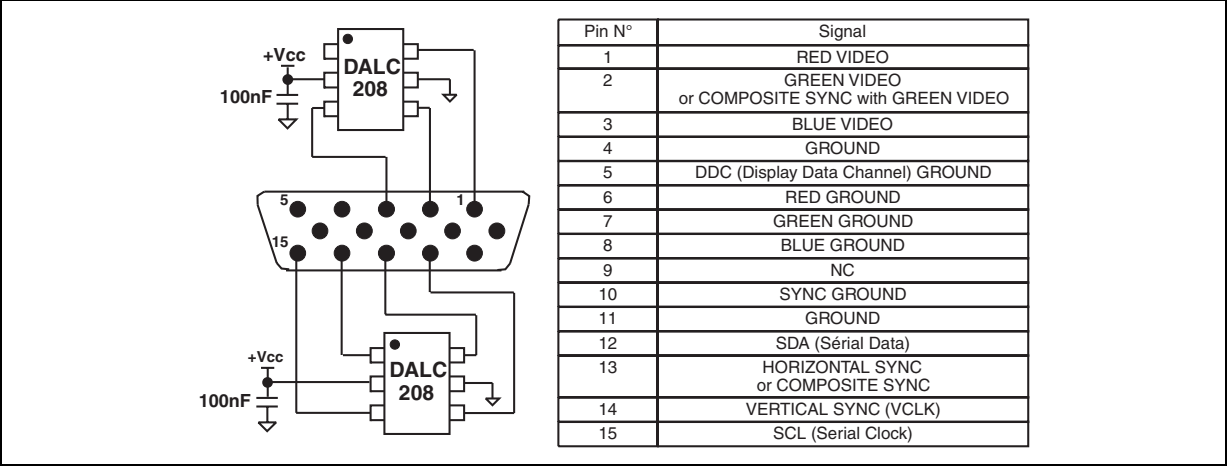 +Vcc
100nF
DALC
208
5
1
15
+Vcc
100nF
DALC
208
Pin N° Signal
1 RED VIDEO
2 GREEN VIDEO
or COMPOSITE SYNC with GREEN VIDEO
3 BLUE VIDEO
4 GROUND
5 DDC (Display Data Channel) GROUND
6 RED GROUND
7 GREEN GROUND
8 BLUE GROUND
9 NC
10 SYNC GROUND
11 GROUND
12 SDA (Sérial Data)
13 HORIZONTAL SYNC
or COMPOSITE SYNC
14 VERTICAL SYNC (VCLK)
15 SCL (Serial Clock)